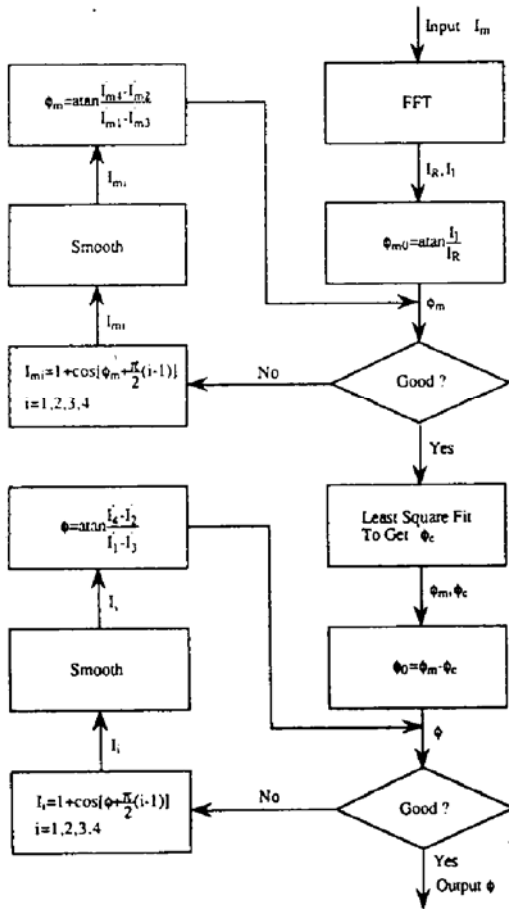 Input I_m
FFT
I_R, I_I
ϕ_m0=atan I_I/I_R
ϕ_m
Good ?
No
Yes
I_mi=1+cos[ϕ_m+π/2(i-1)]
i=1,2,3,4
I_mi
Smooth
I_mi
ϕ_m=atan (I_m4-I_m2)/(I_m1-I_m3)
Least Square Fit
To Get ϕ_c
ϕ_m, ϕ_c
ϕ_0=ϕ_m-ϕ_c
ϕ
Good ?
No
Yes
Output ϕ
I_i=1+cos[ϕ+π/2(i-1)]
i=1,2,3,4
I_i
Smooth
I_i
ϕ=atan (I_4-I_2)/(I_1-I_3)